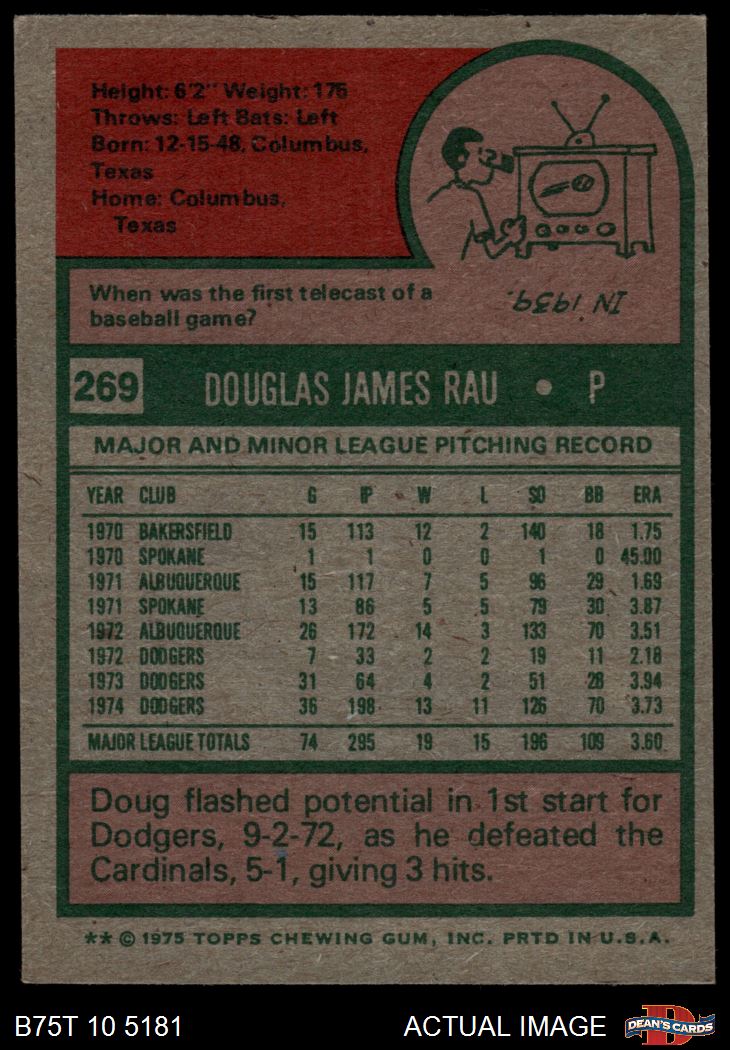 Height: 6'2" Weight: 175
Throws: Left Bats: Left
Born: 12-15-48, Columbus,
Texas
Home: Columbus,
Texas
When was the first telecast of a
baseball game?
IN 1939.
269 DOUGLAS JAMES RAU • P
MAJOR AND MINOR LEAGUE PITCHING RECORD
YEAR CLUB G IP W L SO BB ERA
1970 BAKERSFIELD 15 113 12 2 140 18 1.75
1970 SPOKANE 1 1 0 0 1 0 45.00
1971 ALBUQUERQUE 15 117 7 5 96 29 1.69
1971 SPOKANE 13 86 5 5 79 30 3.87
1972 ALBUQUERQUE 26 172 14 3 133 70 3.51
1972 DODGERS 7 33 2 2 19 11 2.18
1973 DODGERS 31 64 4 2 51 28 3.94
1974 DODGERS 36 198 13 11 126 70 3.73
MAJOR LEAGUE TOTALS 74 295 19 15 196 109 3.60
Doug flashed potential in 1st start for
Dodgers, 9-2-72, as he defeated the
Cardinals, 5-1, giving 3 hits.
** © 1975 TOPPS CHEWING GUM, INC. PRTD IN U.S.A.
B75T 10 5181 ACTUAL IMAGE DEAN'S CARDS